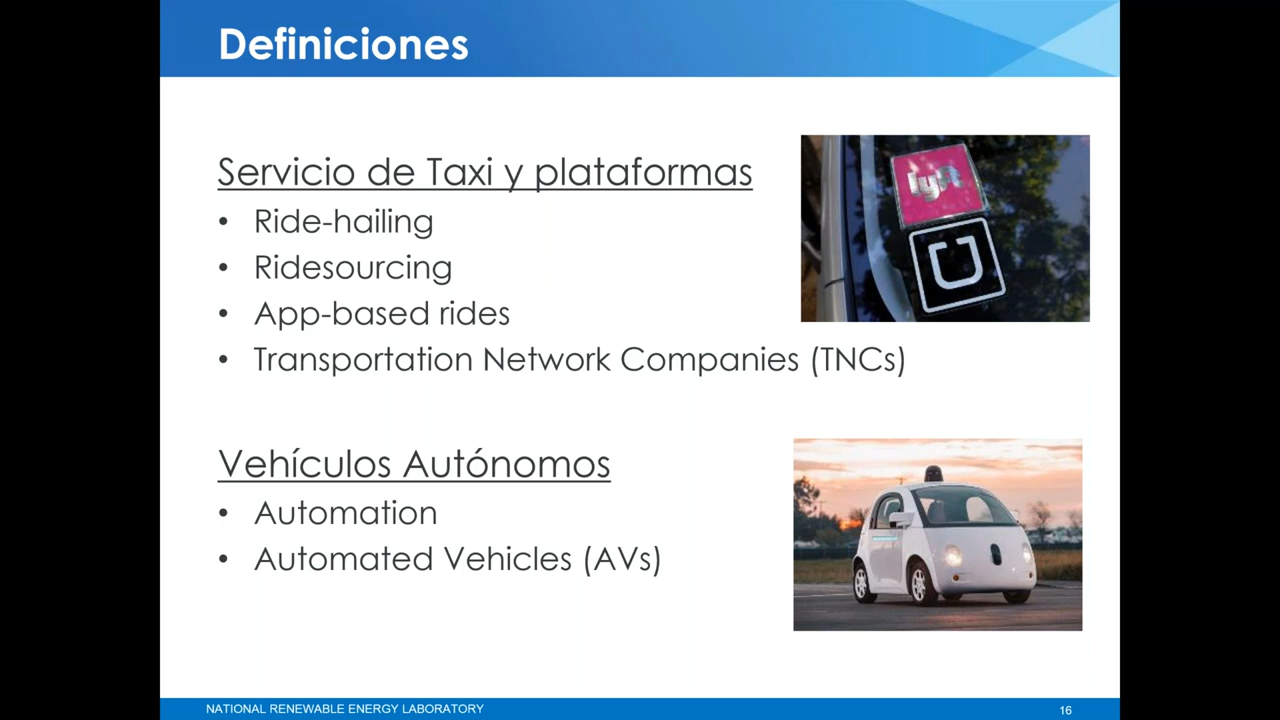 Definiciones
Servicio de Taxi y plataformas
• Ride-hailing
• Ridesourcing
• App-based rides
• Transportation Network Companies (TNCs)
lyft
U
Vehículos Autónomos
• Automation
• Automated Vehicles (AVs)
NATIONAL RENEWABLE ENERGY LABORATORY
16